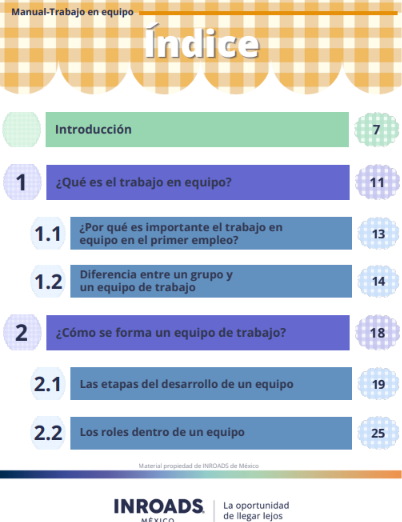 Manual-Trabajo en equipo
Índice
Introducción 7
1 ¿Qué es el trabajo en equipo? 11
1.1 ¿Por qué es importante el trabajo en
equipo en el primer empleo? 13
1.2 Diferencia entre un grupo y
un equipo de trabajo 14
2 ¿Cómo se forma un equipo de trabajo? 18
2.1 Las etapas del desarrollo de un equipo 19
2.2 Los roles dentro de un equipo 25
Material propiedad de INROADS de México
INROADS
MÉXICO
La oportunidad
de llegar lejos